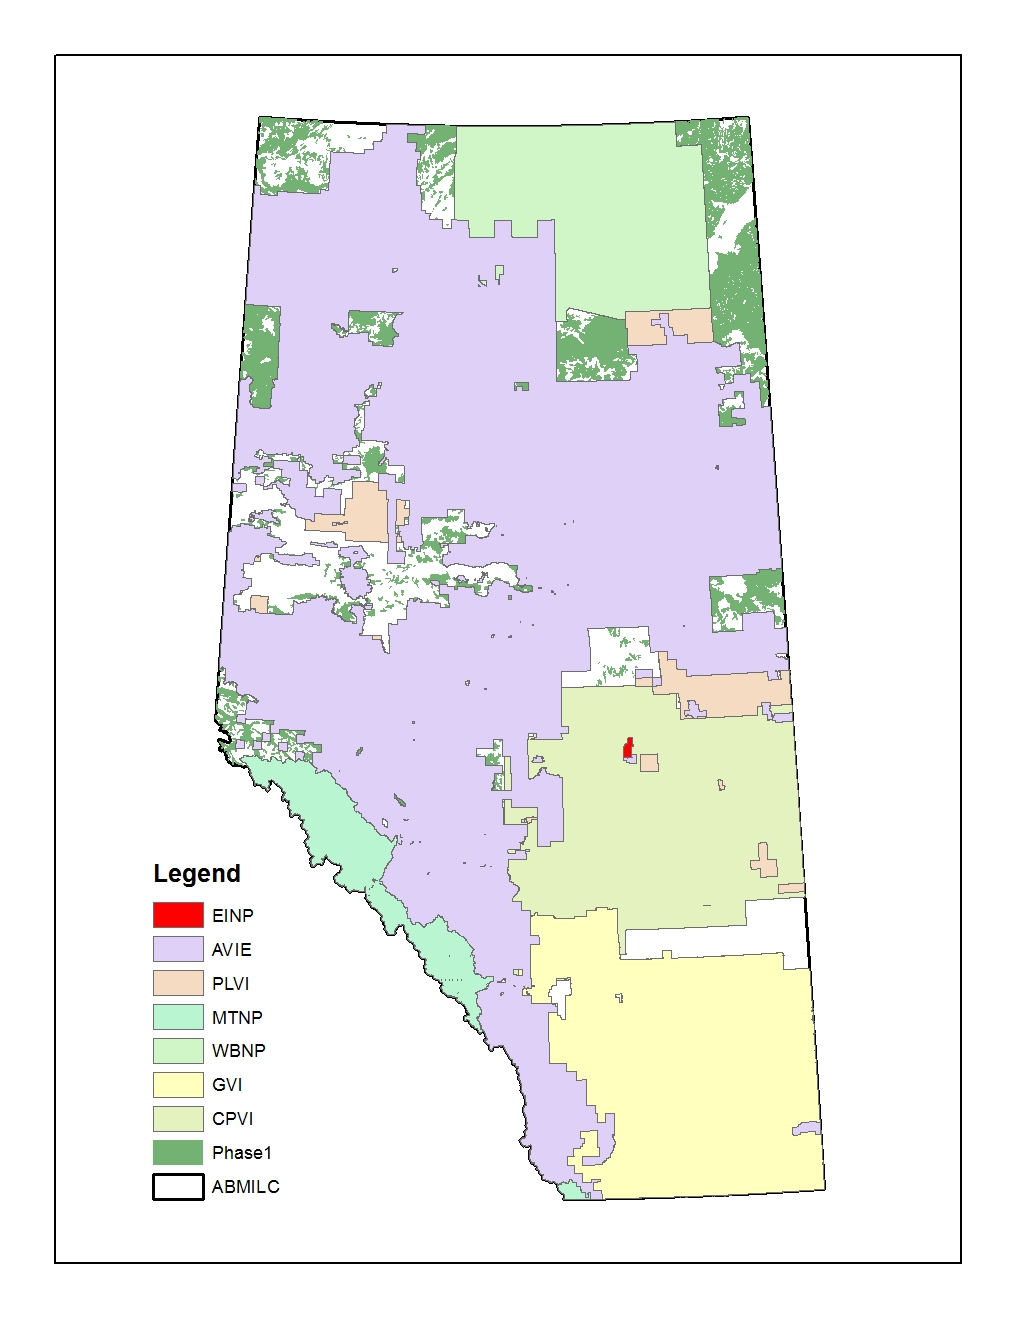 Legend
EINP
AVIE
PLVI
MTNP
WBNP
GVI
CPVI
Phase1
ABMILC